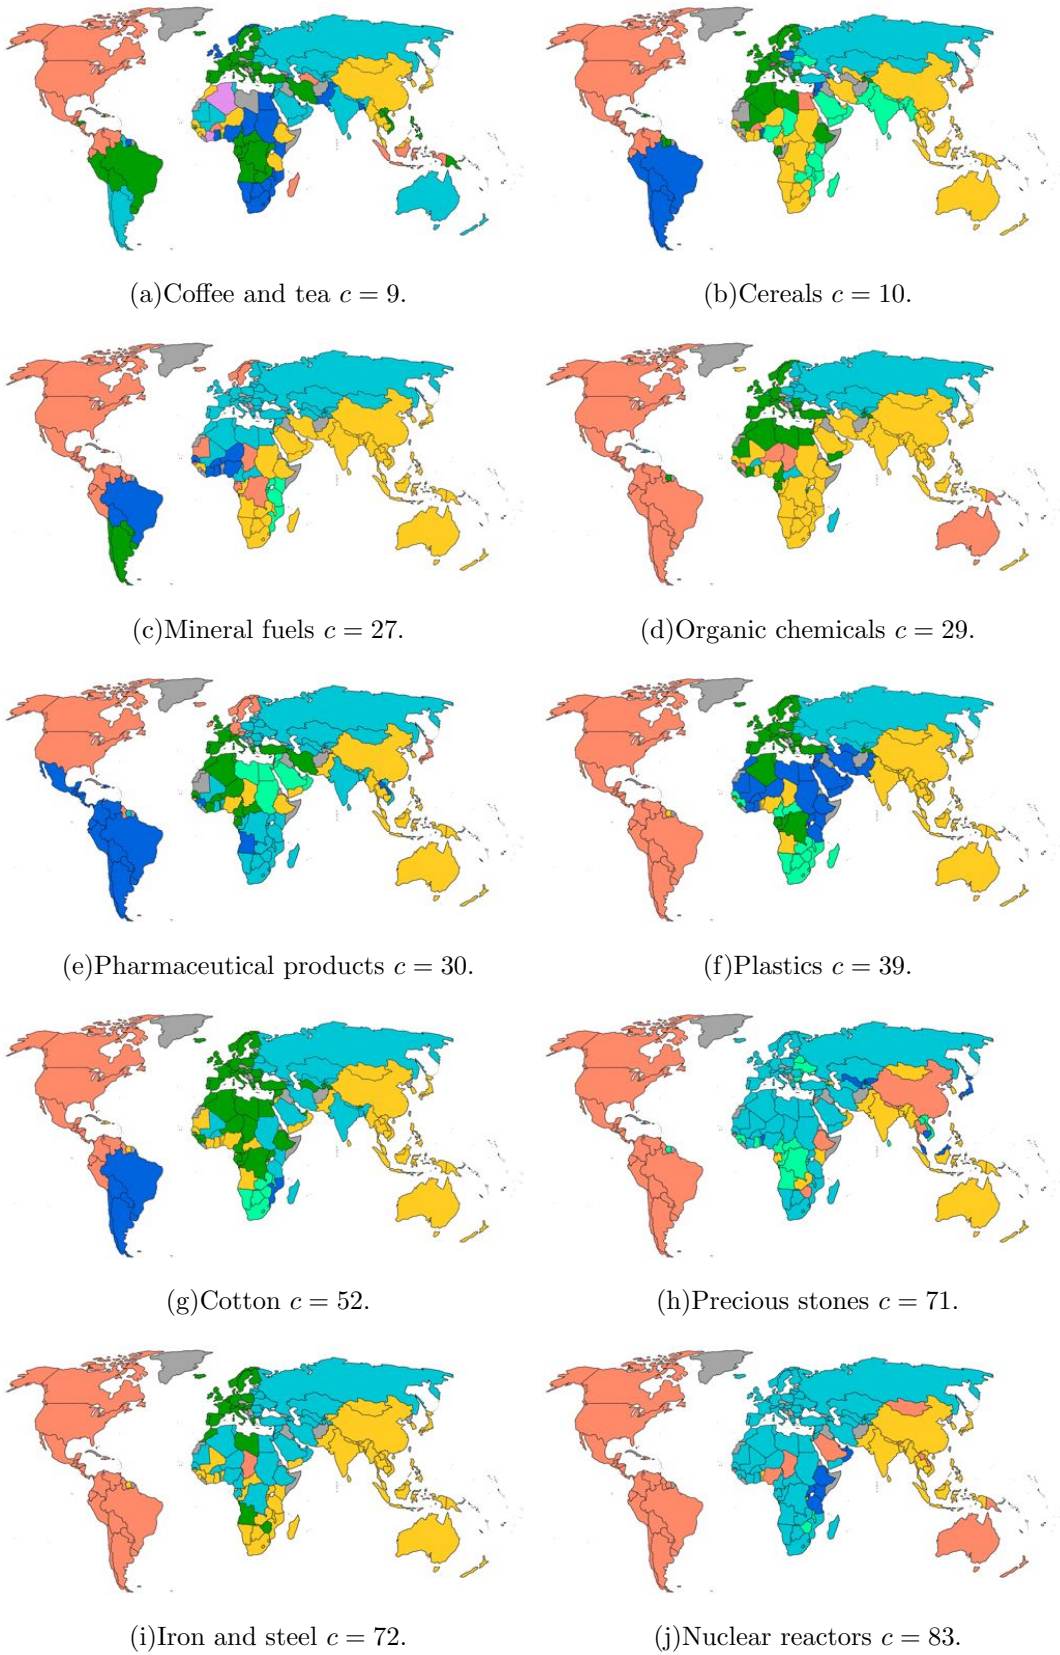 (a)Coffee and tea c = 9.
(b)Cereals c = 10.
(c)Mineral fuels c = 27.
(d)Organic chemicals c = 29.
(e)Pharmaceutical products c = 30.
(f)Plastics c = 39.
(g)Cotton c = 52.
(h)Precious stones c = 71.
(i)Iron and steel c = 72.
(j)Nuclear reactors c = 83.